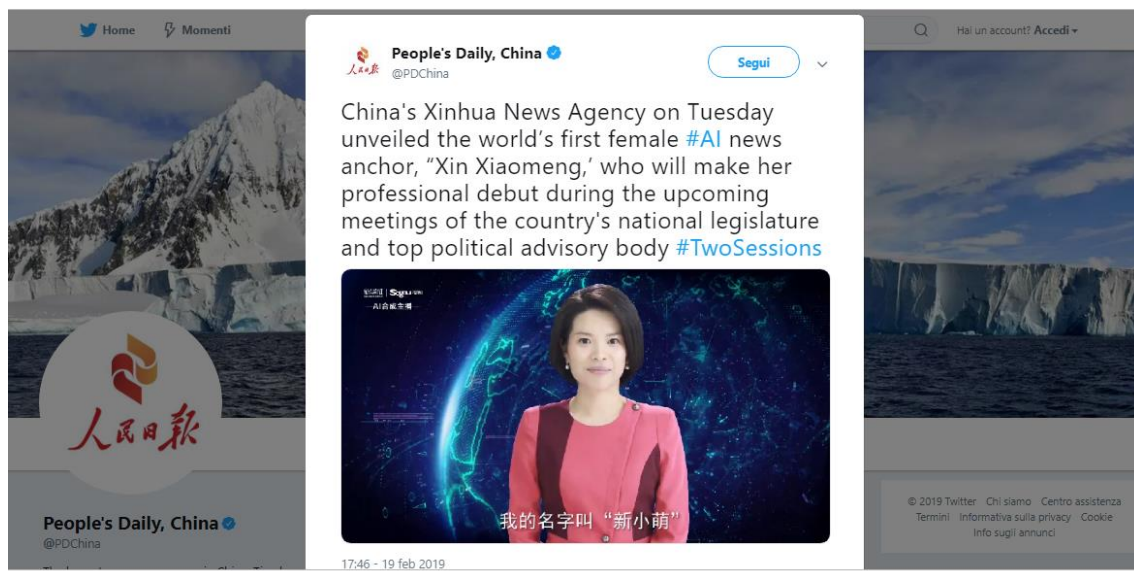 Home
Momenti
Hai un account? Accedi
People's Daily, China
@PDChina
Segui
China's Xinhua News Agency on Tuesday
unveiled the world’s first female #AI news
anchor, “Xin Xiaomeng,’ who will make her
professional debut during the upcoming
meetings of the country's national legislature
and top political advisory body #TwoSessions
AI合成主播
我的名字叫“新小萌”
17:46 - 19 feb 2019
人民日报
People's Daily, China
@PDChina
© 2019 Twitter Chi siamo Centro assistenza
Termini Informativa sulla privacy Cookie
Info sugli annunci